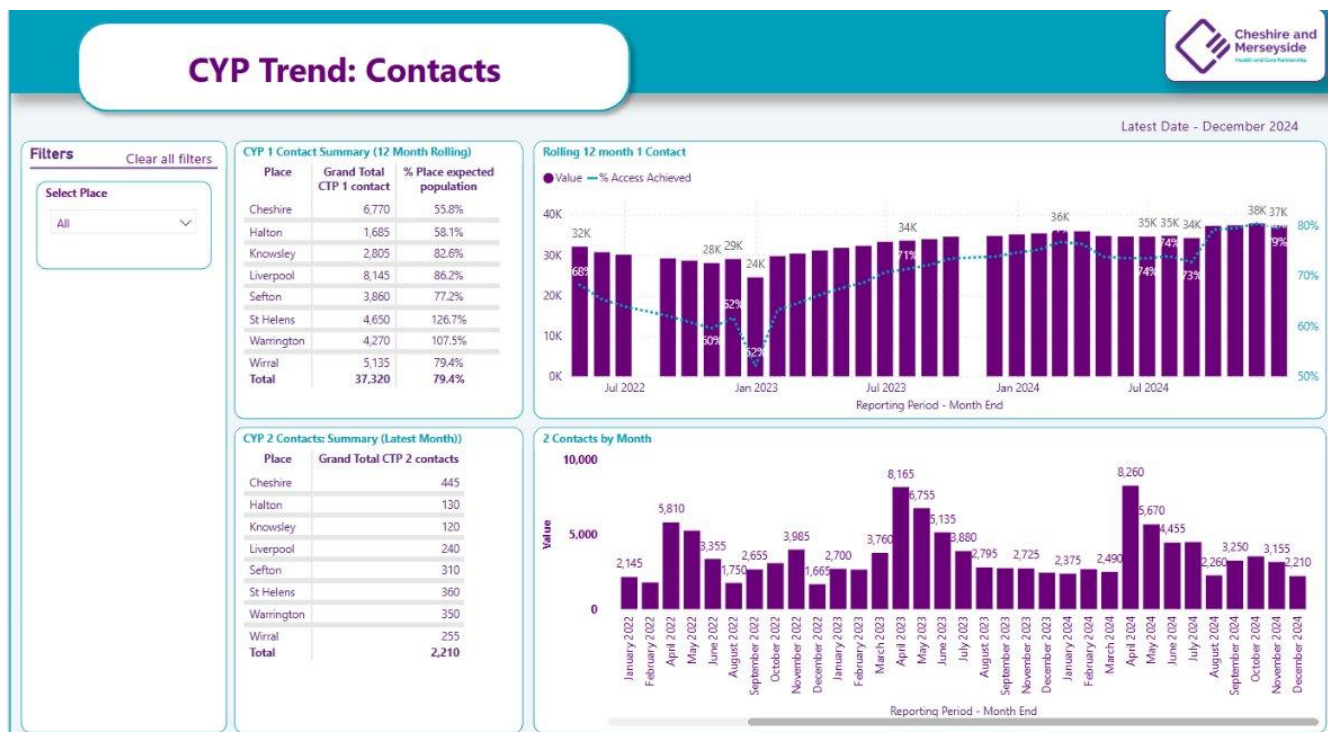 CYP Trend: Contacts
Cheshire and
Merseyside
Health and Care Partnership
Latest Date - December 2024
Filters
Clear all filters
Select Place
All
CYP 1 Contact Summary (12 Month Rolling)
Place Grand Total % Place expected
CTP 1 contact population
Cheshire 6,770 55.8%
Halton 1,685 58.1%
Knowsley 2,805 82.6%
Liverpool 8,145 86.2%
Sefton 3,860 77.2%
St Helens 4,650 126.7%
Warrington 4,270 107.5%
Wirral 5,135 79.4%
Total 37,320 79.4%
Rolling 12 month 1 Contact
Value % Access Achieved
40K
30K
20K
10K
0K
32K 28K 29K 24K 34K 36K 35K 35K 34K 38K 37K
68% 60% 62% 52% 71% 74% 74% 73% 79%
80%
70%
60%
50%
Jul 2022 Jan 2023 Jul 2023 Jan 2024 Jul 2024
Reporting Period - Month End
CYP 2 Contacts: Summary (Latest Month))
Place Grand Total CTP 2 contacts
Cheshire 445
Halton 130
Knowsley 120
Liverpool 240
Sefton 310
St Helens 360
Warrington 350
Wirral 255
Total 2,210
2 Contacts by Month
Value
10,000
5,000
0
2,145 5,810 3,355 1,750 2,655 3,985 1,665 2,700 3,760 8,165 6,755 5,135 3,880 2,795 2,725 2,375 2,490 8,260 5,670 4,455 2,260 3,250 3,155 2,210
January 2022
February 2022
April 2022
May 2022
June 2022
August 2022
September 2022
October 2022
November 2022
December 2022
January 2023
February 2023
March 2023
April 2023
May 2023
June 2023
July 2023
August 2023
September 2023
November 2023
December 2023
January 2024
February 2024
March 2024
April 2024
May 2024
June 2024
July 2024
August 2024
September 2024
October 2024
November 2024
December 2024
Reporting Period - Month End